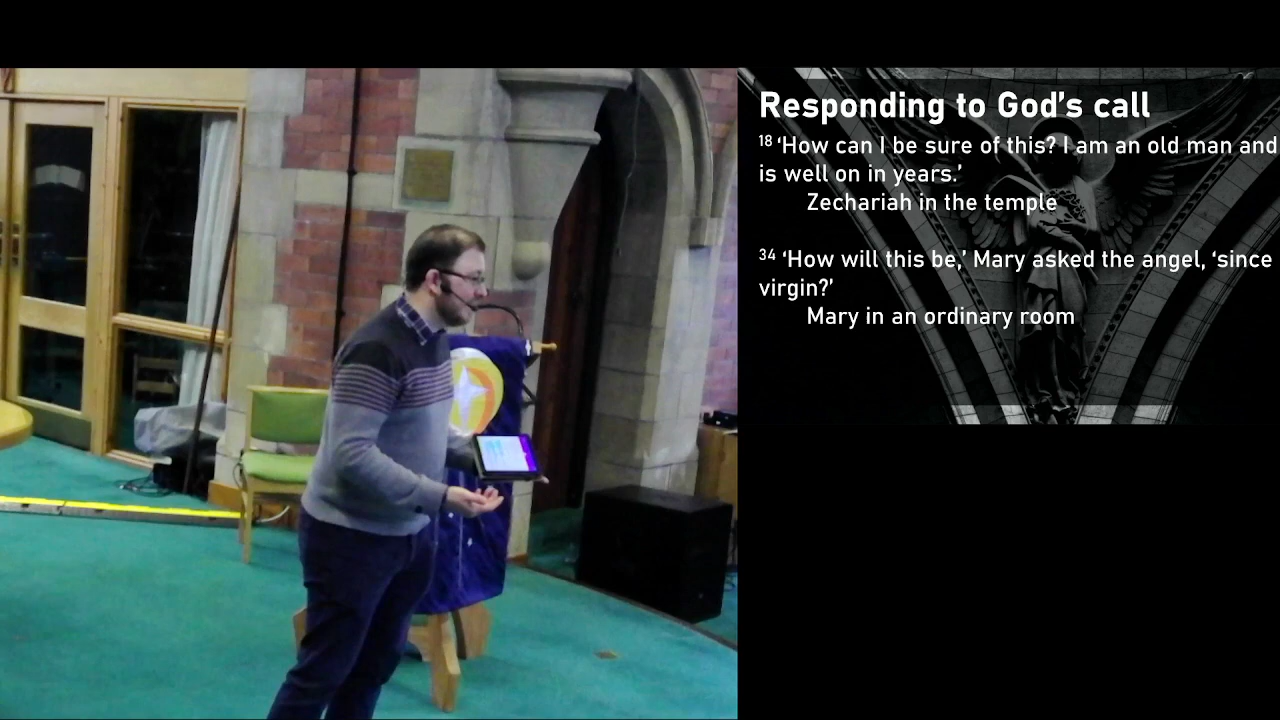 Responding to God's call
18 ‘How can I be sure of this? I am an old man and
is well on in years.’
Zechariah in the temple
34 ‘How will this be,’ Mary asked the angel, ‘since
virgin?’
Mary in an ordinary room